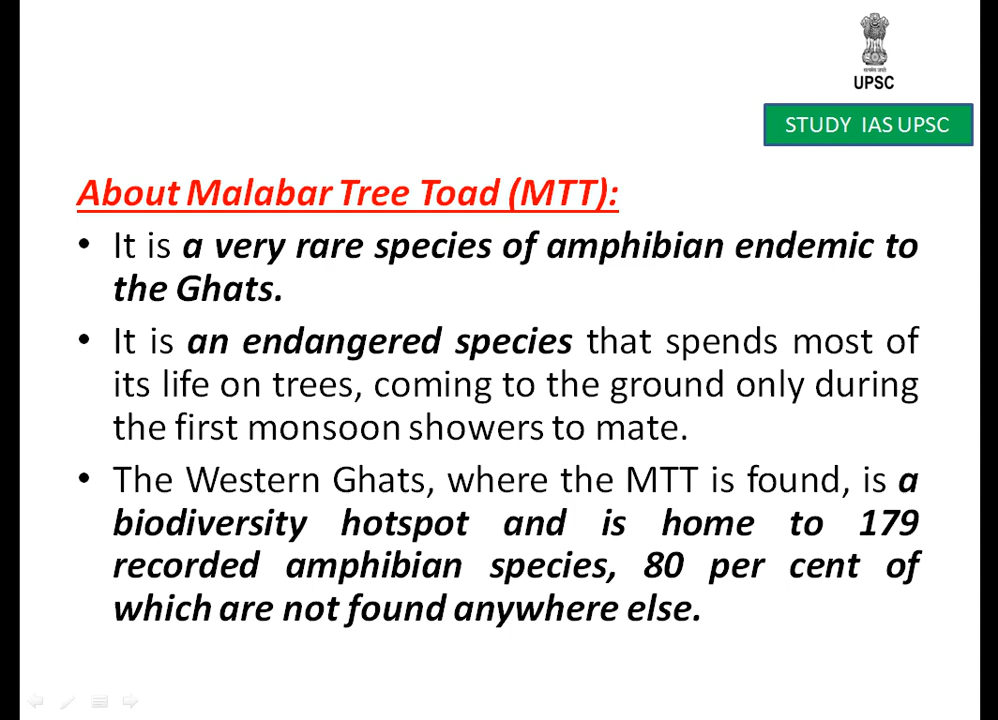 UPSC
STUDY IAS UPSC
About Malabar Tree Toad (MTT):
• It is a very rare species of amphibian endemic to
the Ghats.
• It is an endangered species that spends most of
its life on trees, coming to the ground only during
the first monsoon showers to mate.
• The Western Ghats, where the MTT is found, is a
biodiversity hotspot and is home to 179
recorded amphibian species, 80 per cent of
which are not found anywhere else.